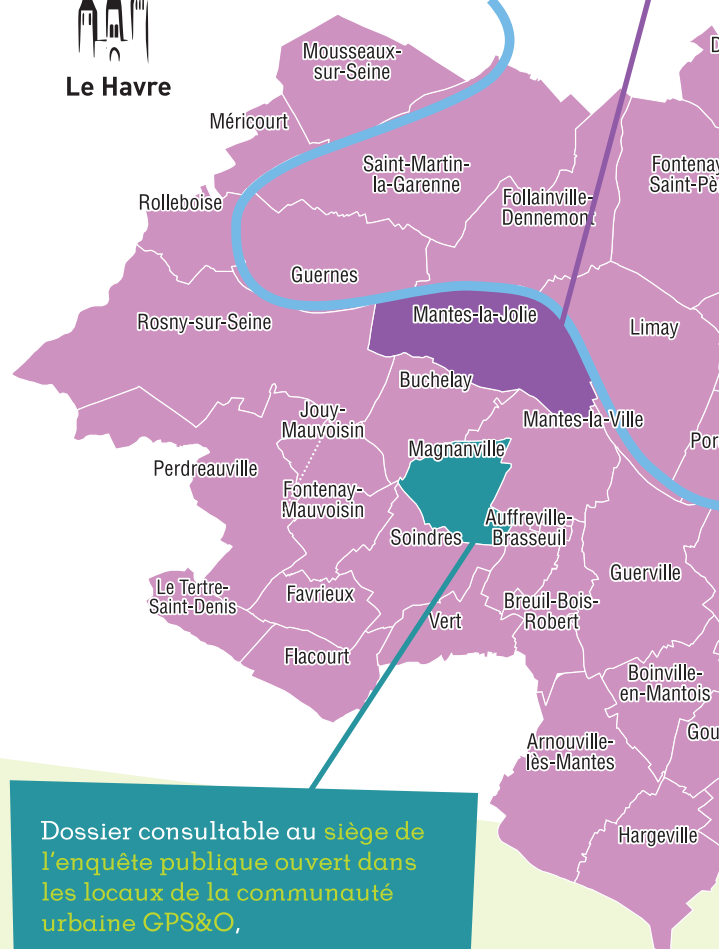 Le Havre
Mousseaux-
sur-Seine
Méricourt
Saint-Martin-
la-Garenne
Fontenay
Saint-Pè
Rolleboise
Follainville-
Dennemont
Guernes
Rosny-sur-Seine
Mantes-la-Jolie
Limay
Buchelay
Jouy-
Mauvoisin
Mantes-la-Ville
Magnanville
Por
Perdreauville
Fontenay-
Mauvoisin
Auffreville-
Brasseuil
Soindres
Guerville
Le Tertre-
Saint-Denis
Favrieux
Breuil-Bois-
Robert
Vert
Flacourt
Boinville-
en-Mantois
Gou
Arnouville-
lès-Mantes
Hargeville
Dossier consultable au siège de
l'enquête publique ouvert dans
les locaux de la communauté
urbaine GPS&O,